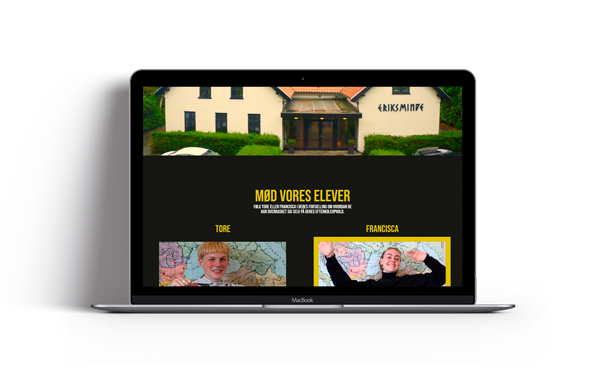 ERIKSMINDE
MØD VORES ELEVER
FØLG TORE ELLER FRANCISCA I DERES FORTÆLLING OM HVORDAN DE
HAR OVERRASKET SIG SELV PÅ DERES EFTERSKOLEOPHOLD.
TORE
FRANCISCA
MacBook